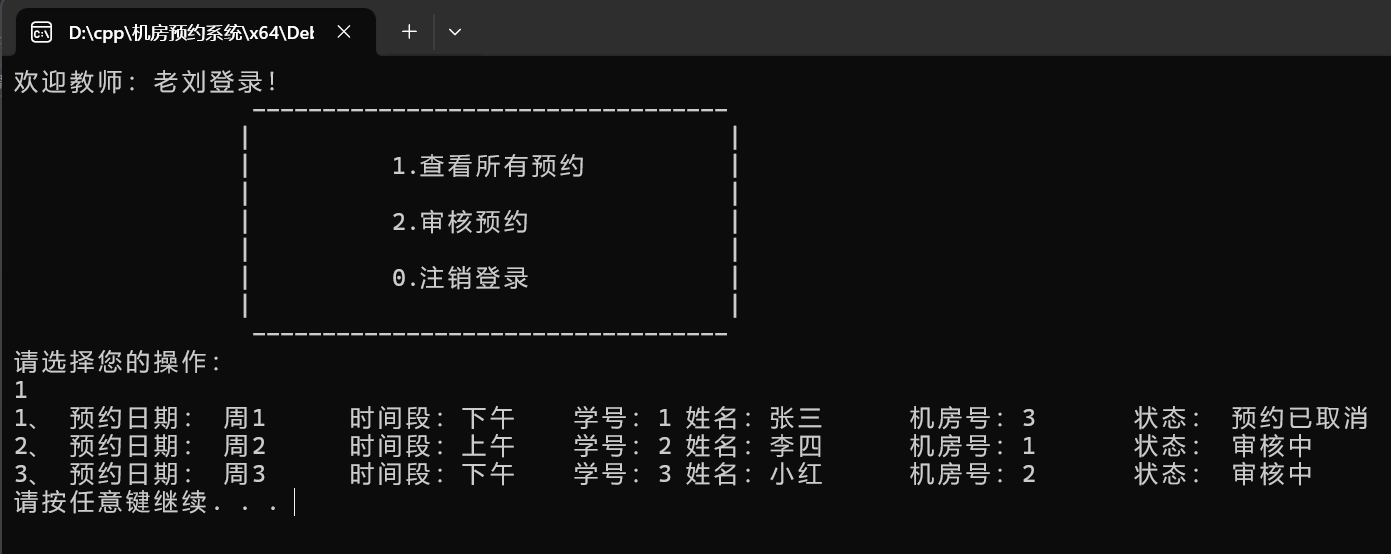 D:\cpp\机房预约系统\x64\Deb
欢迎教师：老刘登录！
----------------------------------
|                                  |
|          1.查看所有预约          |
|                                  |
|          2.审核预约              |
|                                  |
|          0.注销登录              |
|                                  |
----------------------------------
请选择您的操作：
1
1、 预约日期： 周1 时间段：下午 学号：1 姓名：张三 机房号：3 状态： 预约已取消
2、 预约日期： 周2 时间段：上午 学号：2 姓名：李四 机房号：1 状态： 审核中
3、 预约日期： 周3 时间段：下午 学号：3 姓名：小红 机房号：2 状态： 审核中
请按任意键继续. . .